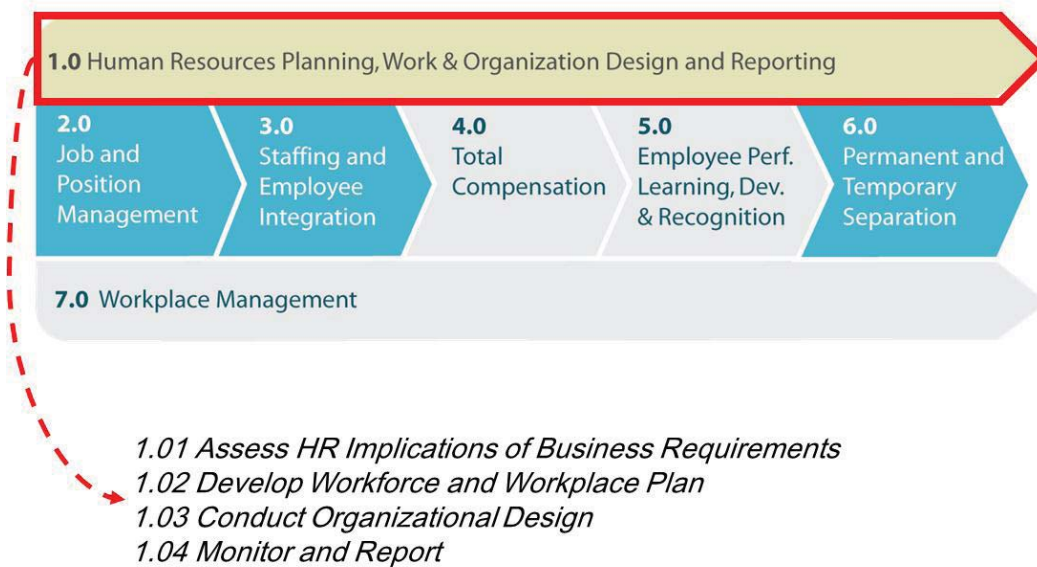 1.0 Human Resources Planning, Work & Organization Design and Reporting
2.0
Job and
Position
Management
3.0
Staffing and
Employee
Integration
4.0
Total
Compensation
5.0
Employee Perf.
Learning, Dev.
& Recognition
6.0
Permanent and
Temporary
Separation
7.0 Workplace Management
1.01 Assess HR Implications of Business Requirements
1.02 Develop Workforce and Workplace Plan
1.03 Conduct Organizational Design
1.04 Monitor and Report